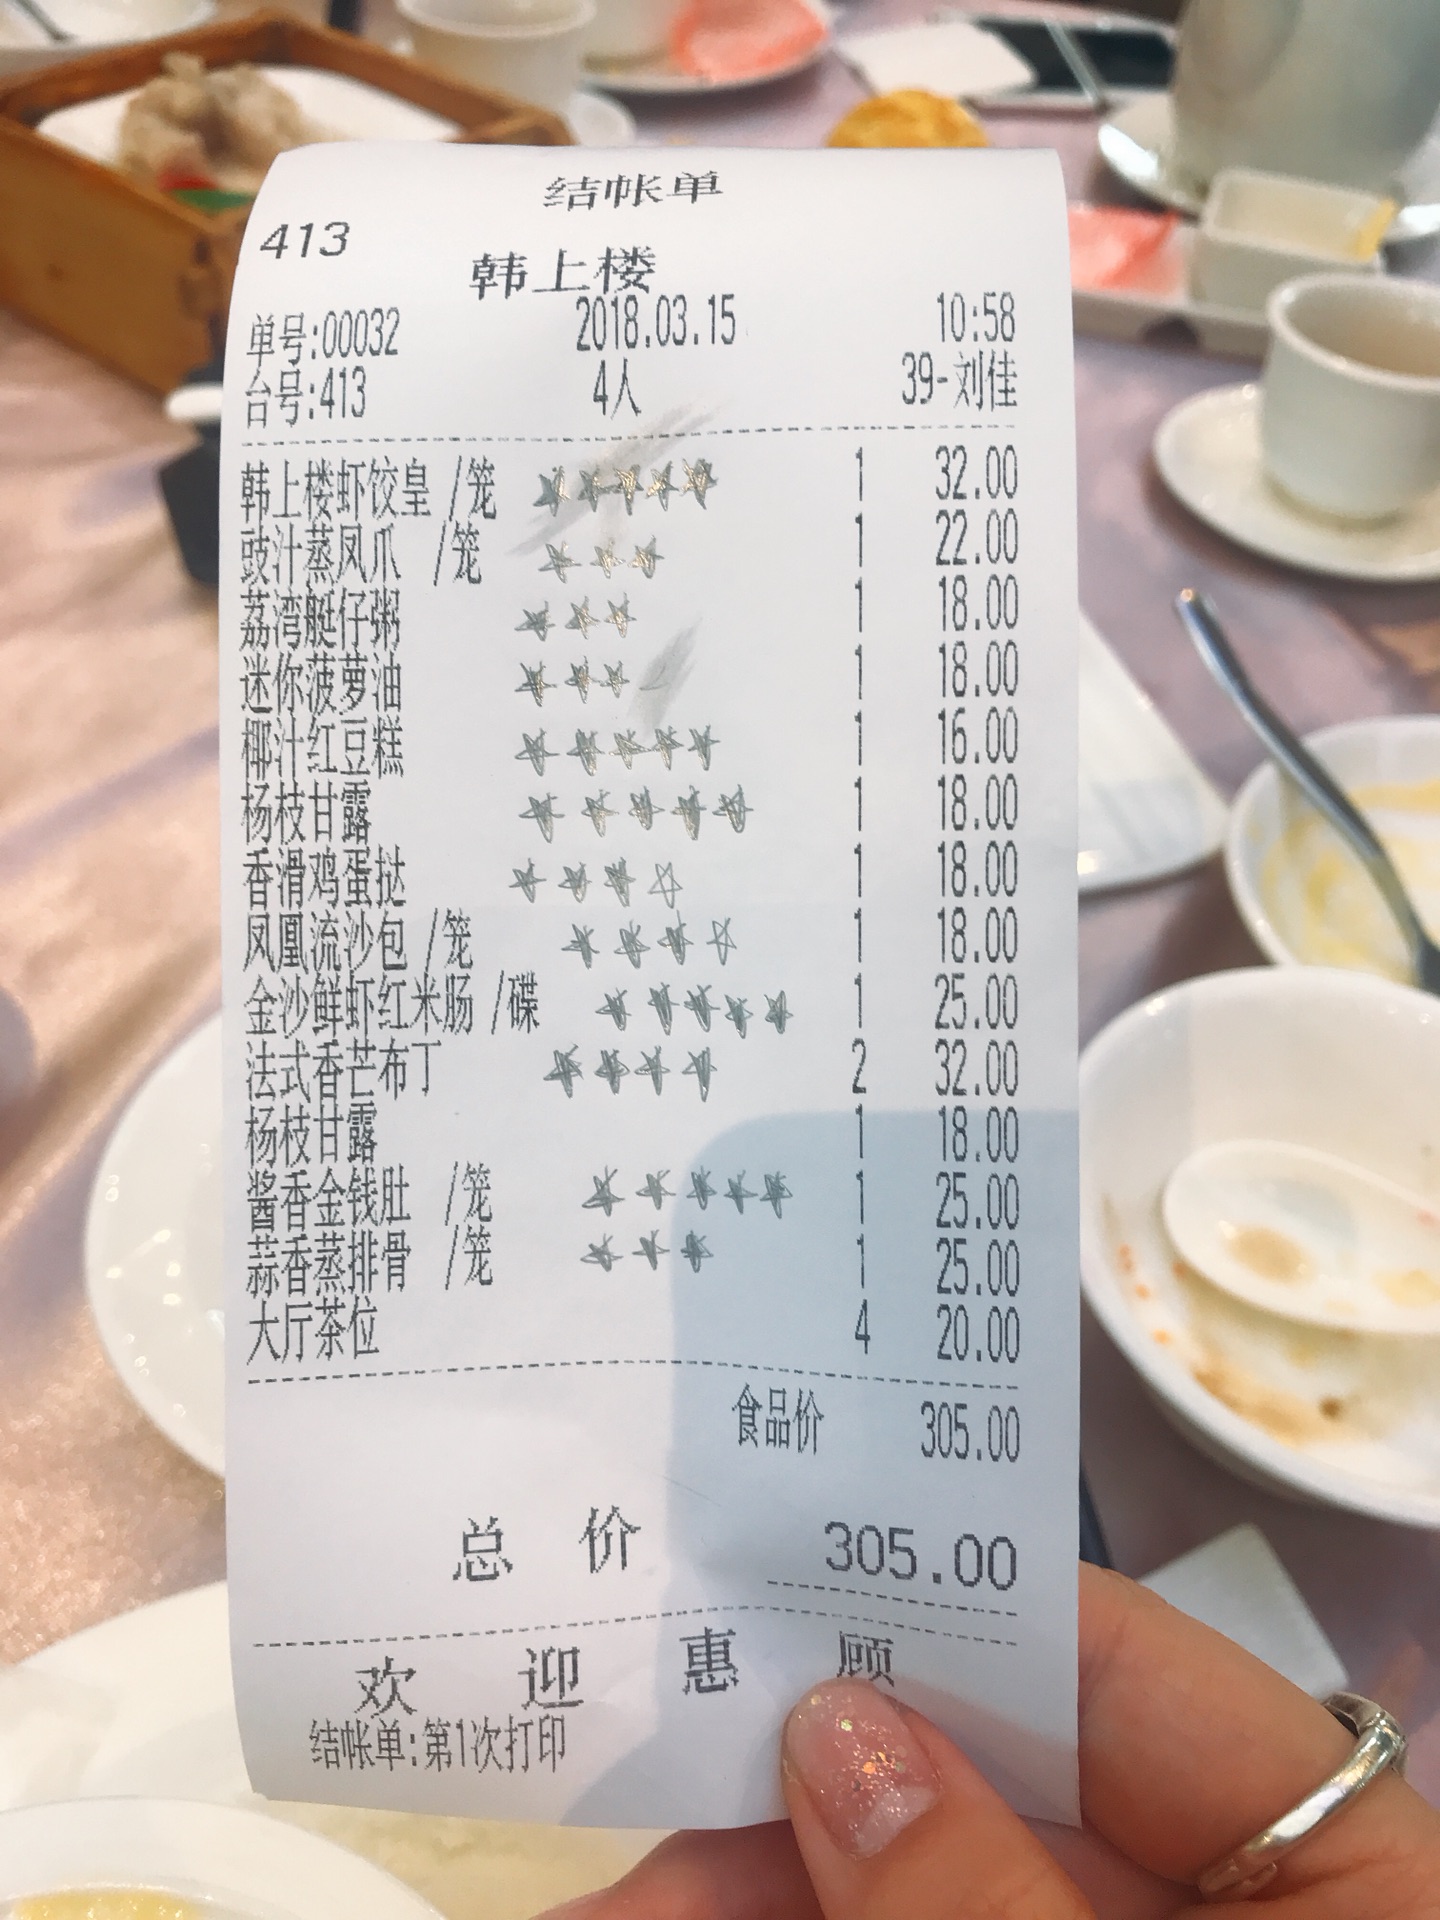 结帐单
413
韩上楼
单号:00032 2018.03.15 10:58
台号:413 4人 39-刘佳
韩上楼虾饺皇 /笼 1 32.00
豉汁蒸凤爪 /笼 1 22.00
荔湾艇仔粥 1 18.00
迷你菠萝油 1 18.00
椰汁红豆糕 1 16.00
杨枝甘露 1 18.00
香滑鸡蛋挞 1 18.00
凤凰流沙包 /笼 1 18.00
金沙鲜虾红米肠 /碟 1 25.00
法式香芒布丁 2 32.00
杨枝甘露 1 18.00
酱香金钱肚 /笼 1 25.00
蒜香蒸排骨 /笼 1 25.00
大厅茶位 4 20.00
食品价 305.00
总 价 305.00
欢 迎 惠 顾
结帐单:第1次打印